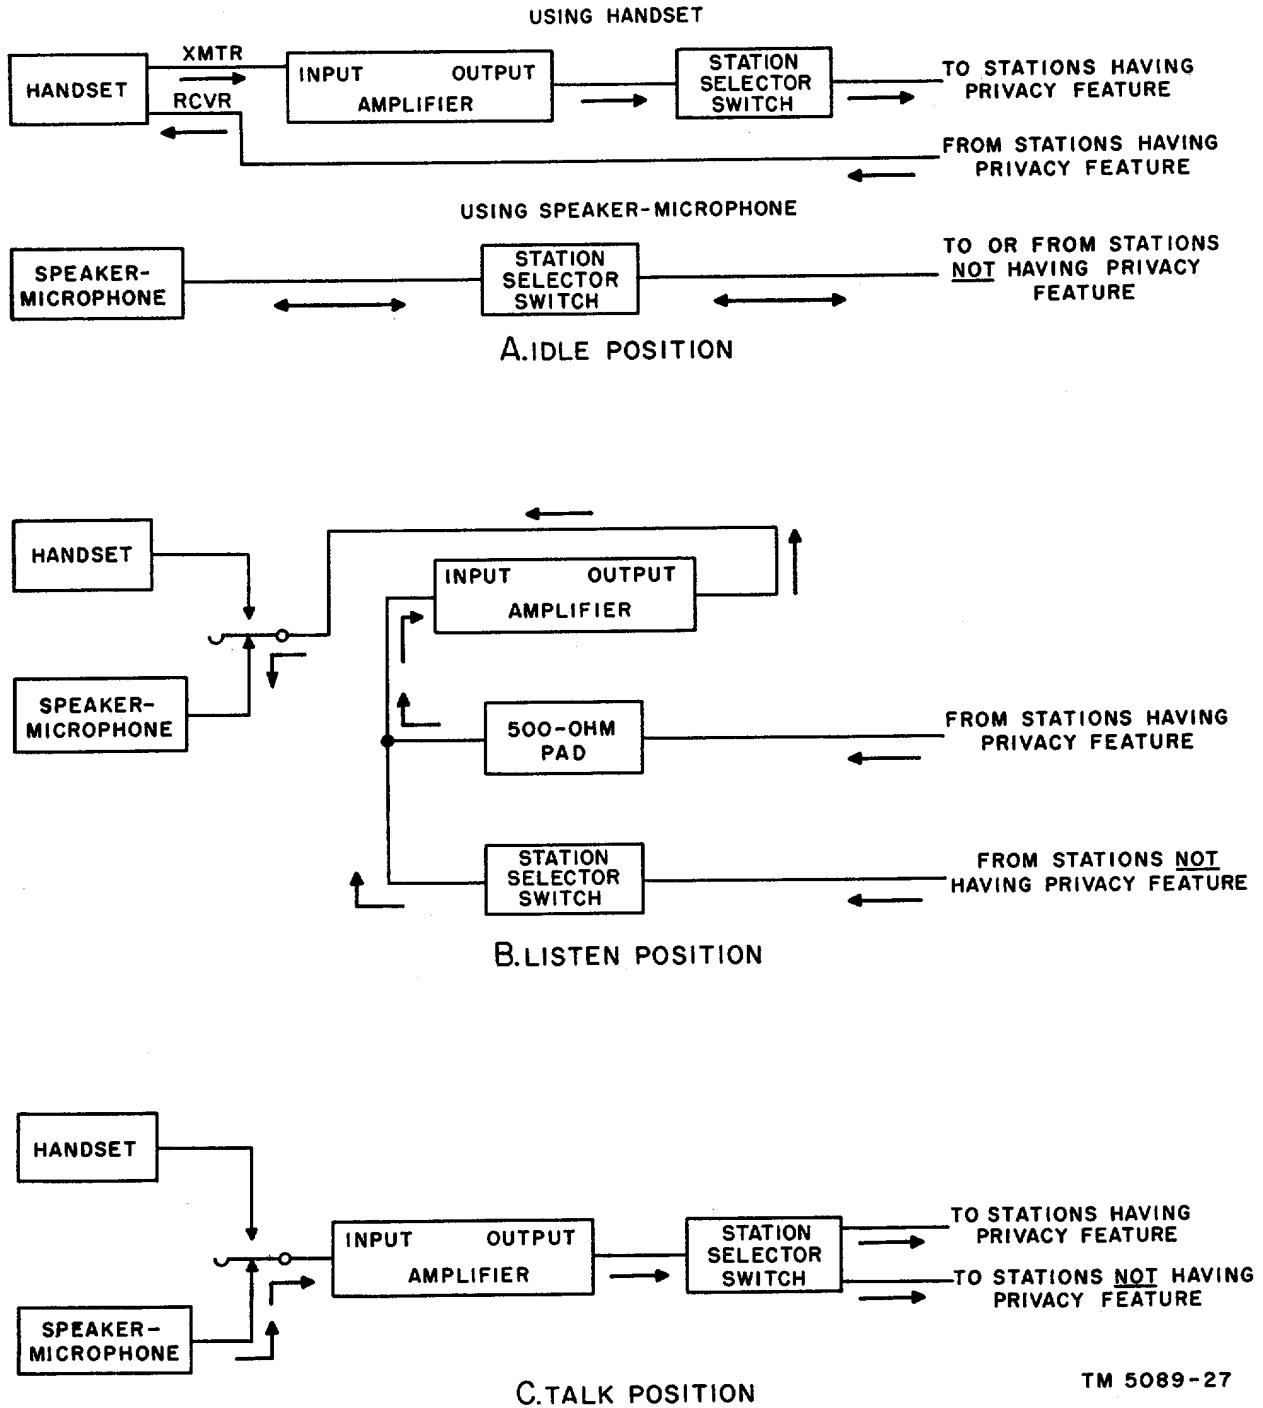 USING HANDSET
HANDSET
XMTR
RCVR
INPUT OUTPUT
AMPLIFIER
STATION
SELECTOR
SWITCH
TO STATIONS HAVING
PRIVACY FEATURE
FROM STATIONS HAVING
PRIVACY FEATURE
USING SPEAKER-MICROPHONE
SPEAKER-
MICROPHONE
STATION
SELECTOR
SWITCH
TO OR FROM STATIONS
NOT HAVING PRIVACY
FEATURE
A. IDLE POSITION
HANDSET
INPUT OUTPUT
AMPLIFIER
SPEAKER-
MICROPHONE
500-OHM
PAD
FROM STATIONS HAVING
PRIVACY FEATURE
STATION
SELECTOR
SWITCH
FROM STATIONS NOT
HAVING PRIVACY FEATURE
B. LISTEN POSITION
HANDSET
INPUT OUTPUT
AMPLIFIER
STATION
SELECTOR
SWITCH
TO STATIONS HAVING
PRIVACY FEATURE
TO STATIONS NOT HAVING
PRIVACY FEATURE
SPEAKER-
MICROPHONE
C. TALK POSITION
TM 5089-27